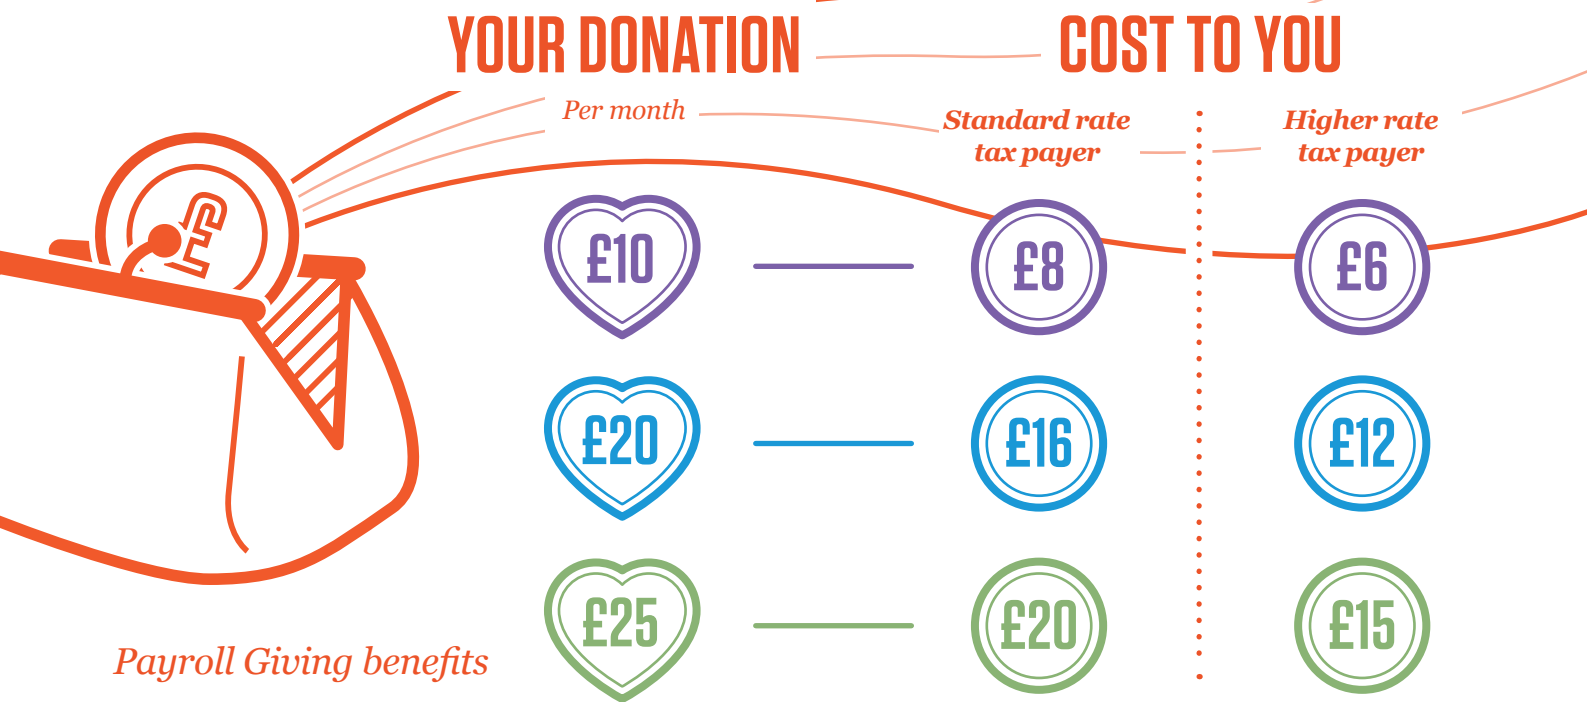 YOUR DONATION
COST TO YOU
Per month
Standard rate
tax payer
Higher rate
tax payer
£
£10
£8
£6
£20
£16
£12
£25
£20
£15
Payroll Giving benefits